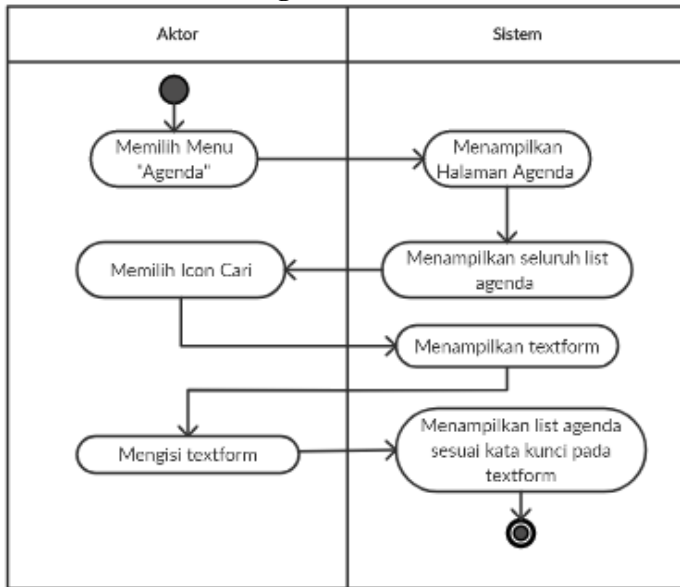 Aktor
Sistem
Memilih Menu
"Agenda"
Menampilkan
Halaman Agenda
Menampilkan seluruh list
agenda
Memilih Icon Cari
Menampilkan textform
Mengisi textform
Menampilkan list agenda
sesuai kata kunci pada
textform